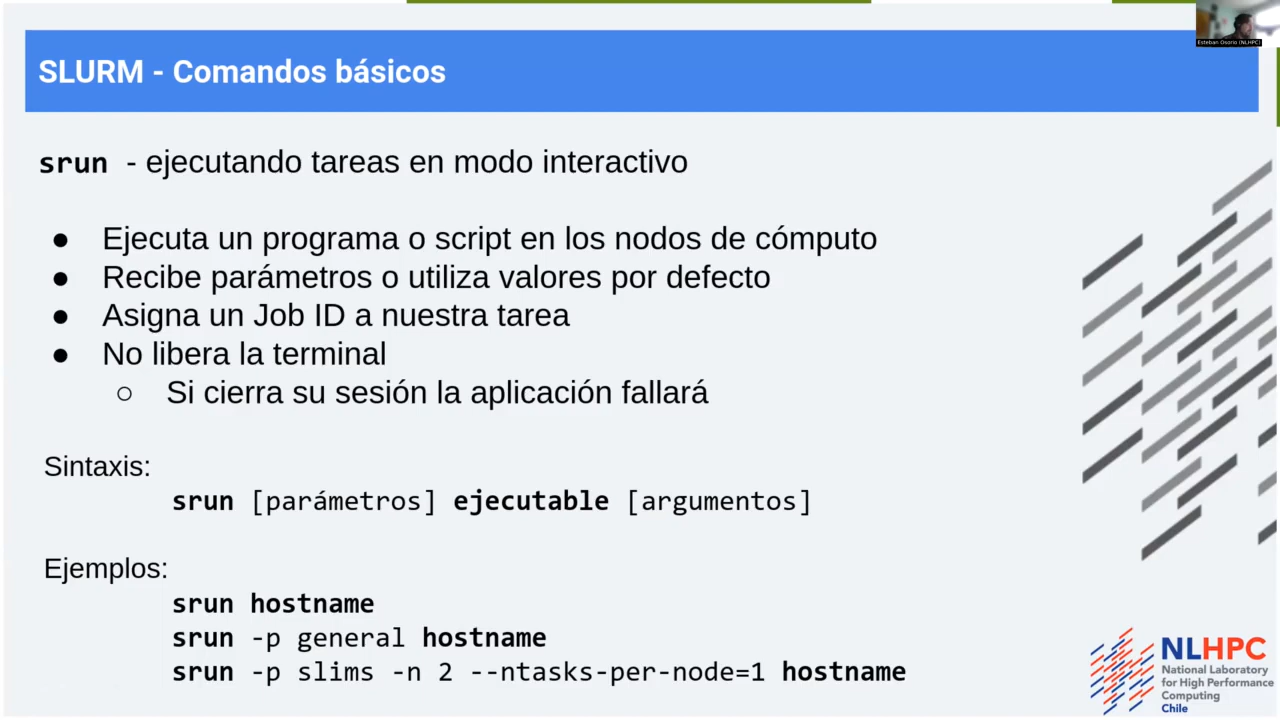 Esteban Osorio (NLHPC)
SLURM - Comandos básicos
srun - ejecutando tareas en modo interactivo
● Ejecuta un programa o script en los nodos de cómputo
● Recibe parámetros o utiliza valores por defecto
● Asigna un Job ID a nuestra tarea
● No libera la terminal
○ Si cierra su sesión la aplicación fallará
Sintaxis:
srun [parámetros] ejecutable [argumentos]
Ejemplos:
srun hostname
srun -p general hostname
srun -p slims -n 2 --ntasks-per-node=1 hostname
NLHPC
National Laboratory
for High Performance
Computing
Chile